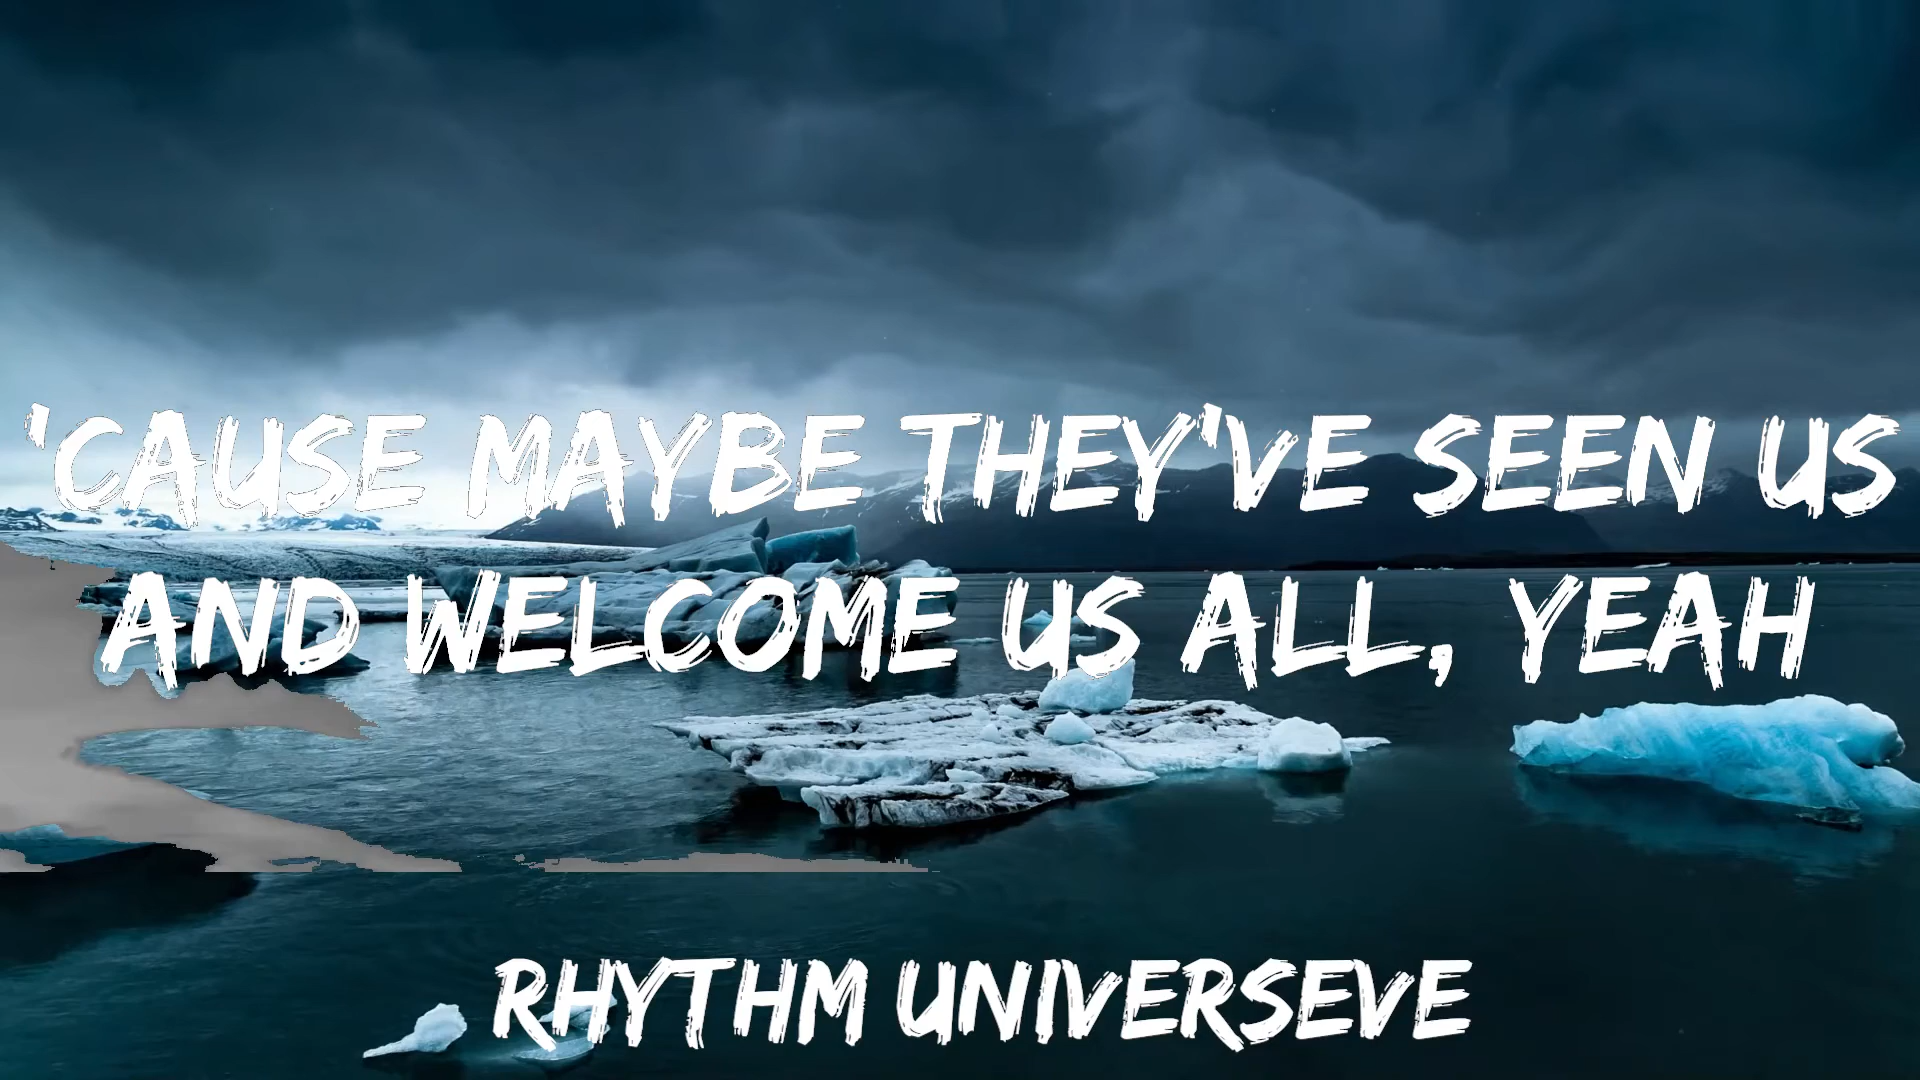 'CAUSE MAYBE THEY'VE SEEN US
AND WELCOME US ALL, YEAH
RHYTHM UNIVERSEVE